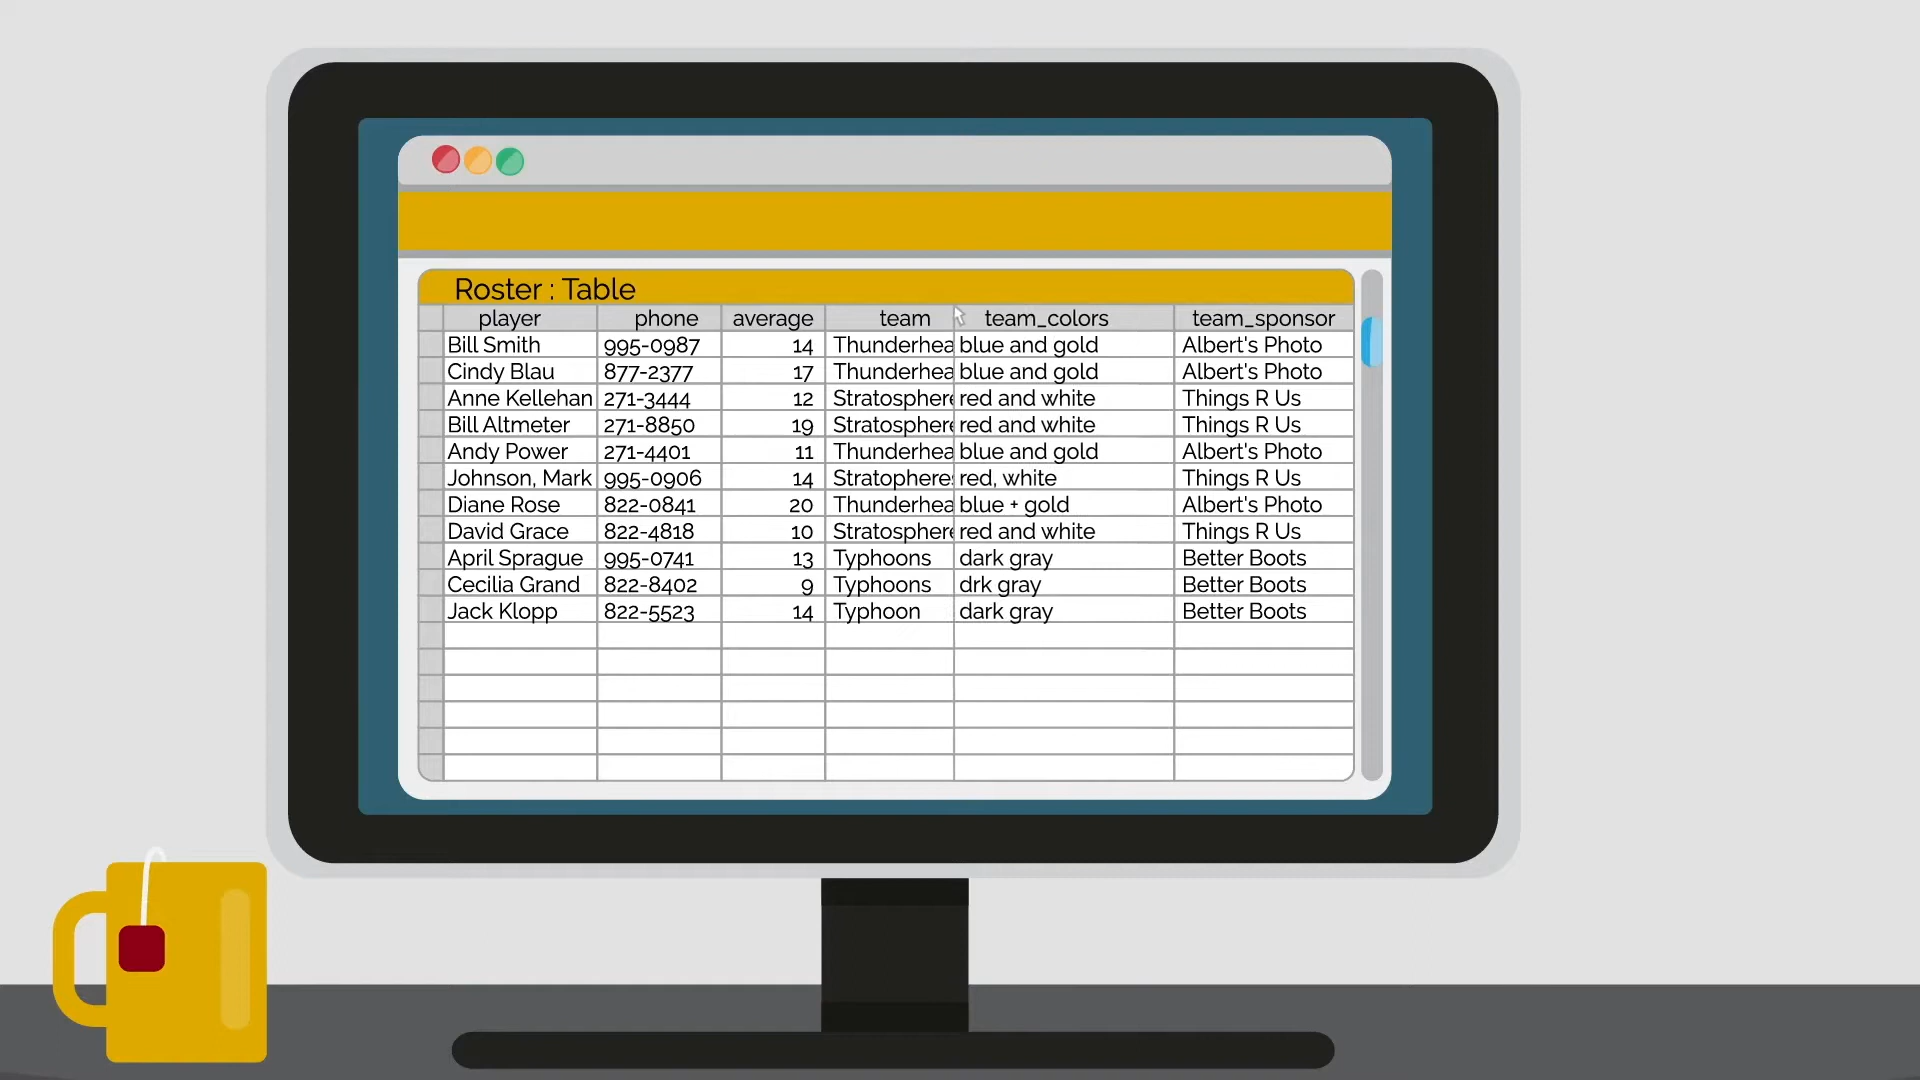 Roster : Table
player phone average team team_colors team_sponsor
Bill Smith 995-0987 14 Thunderhea blue and gold Albert's Photo
Cindy Blau 877-2377 17 Thunderhea blue and gold Albert's Photo
Anne Kellehan 271-3444 12 Stratosphere red and white Things R Us
Bill Altmeter 271-8850 19 Stratosphere red and white Things R Us
Andy Power 271-4401 11 Thunderhea blue and gold Albert's Photo
Johnson, Mark 995-0906 14 Stratopheres red, white Things R Us
Diane Rose 822-0841 20 Thunderhea blue + gold Albert's Photo
David Grace 822-4818 10 Stratosphere red and white Things R Us
April Sprague 995-0741 13 Typhoons dark gray Better Boots
Cecilia Grand 822-8402 9 Typhoons drk gray Better Boots
Jack Klopp 822-5523 14 Typhoon dark gray Better Boots